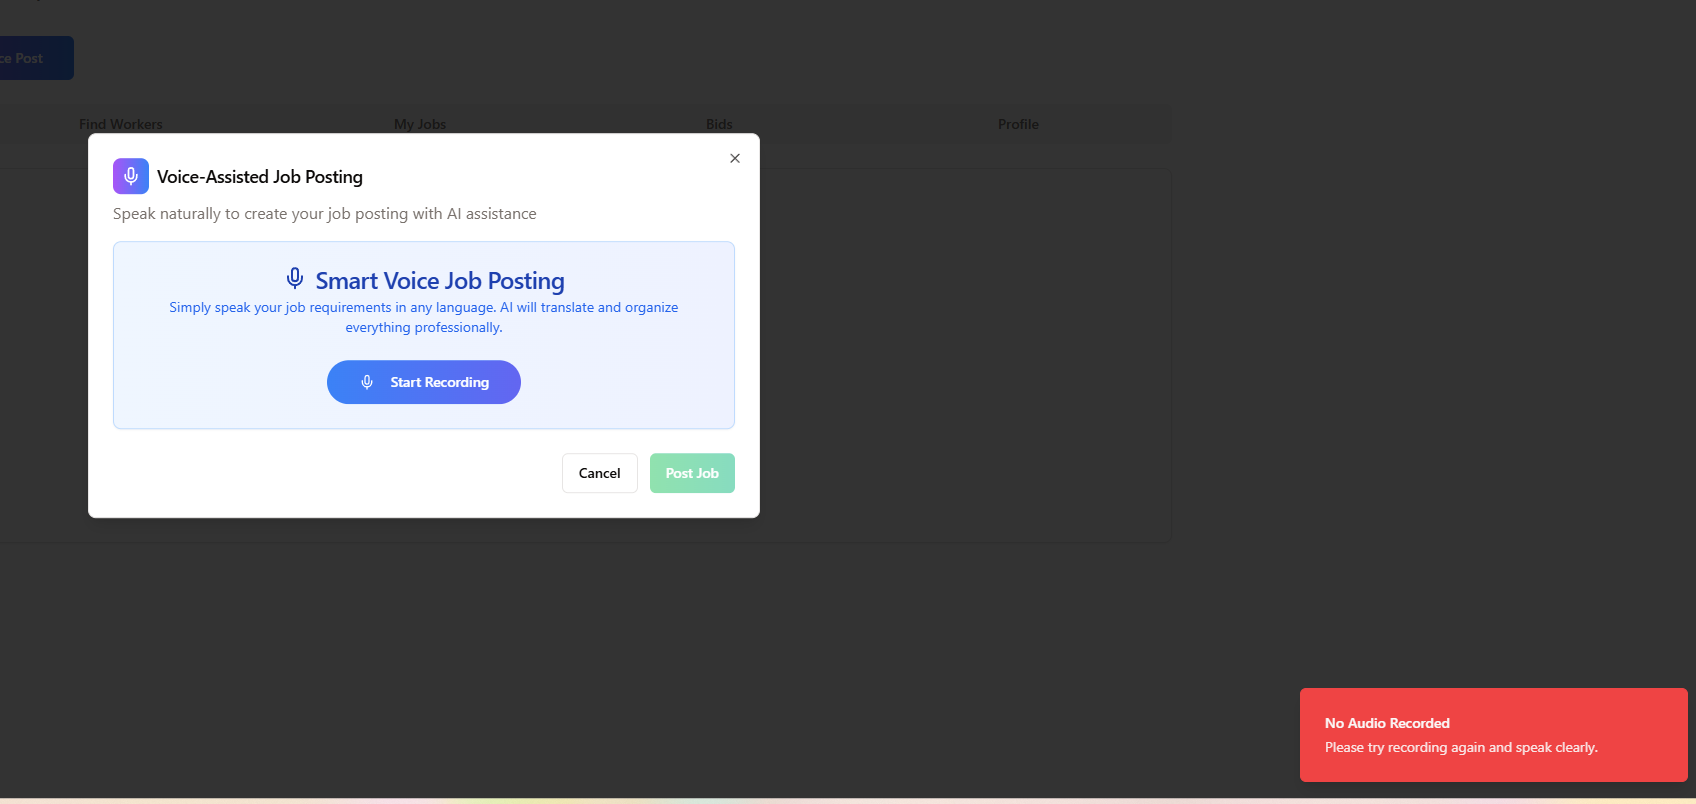 ce Post
Find Workers
My Jobs
Bids
Profile
Voice-Assisted Job Posting
Speak naturally to create your job posting with AI assistance
Smart Voice Job Posting
Simply speak your job requirements in any language. AI will translate and organize
everything professionally.
Start Recording
Cancel
Post Job
No Audio Recorded
Please try recording again and speak clearly.